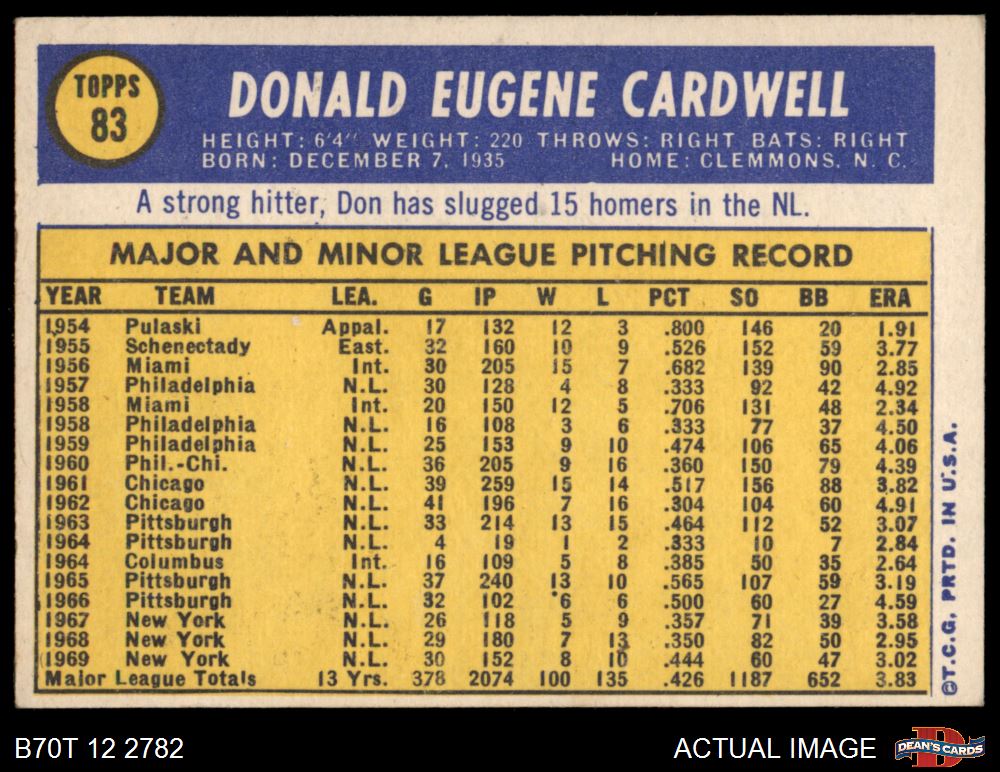 TOPPS
83
DONALD EUGENE CARDWELL
HEIGHT: 6'4" WEIGHT: 220 THROWS: RIGHT BATS: RIGHT
BORN: DECEMBER 7, 1935 HOME: CLEMMONS, N. C.
A strong hitter, Don has slugged 15 homers in the NL.
MAJOR AND MINOR LEAGUE PITCHING RECORD
YEAR TEAM LEA. G IP W L PCT SO BB ERA
1954 Pulaski Appal. 17 132 12 3 .800 146 20 1.91
1955 Schenectady East. 32 160 10 9 .526 152 59 3.77
1956 Miami Int. 30 205 15 7 .682 139 90 2.85
1957 Philadelphia N.L. 30 128 4 8 .333 92 42 4.92
1958 Miami Int. 20 150 12 5 .706 131 48 2.34
1958 Philadelphia N.L. 16 108 3 6 .333 77 37 4.50
1959 Philadelphia N.L. 25 153 9 10 .474 106 65 4.06
1960 Phil.-Chi. N.L. 36 205 9 16 .360 150 79 4.39
1961 Chicago N.L. 39 259 15 14 .517 156 88 3.82
1962 Chicago N.L. 41 196 7 16 .304 104 60 4.91
1963 Pittsburgh N.L. 33 214 13 15 .464 112 52 3.07
1964 Pittsburgh N.L. 4 19 1 2 .333 10 7 2.84
1964 Columbus Int. 16 109 5 8 .385 50 35 2.64
1965 Pittsburgh N.L. 37 240 13 10 .565 107 59 3.19
1966 Pittsburgh N.L. 32 102 6 6 .500 60 27 4.59
1967 New York N.L. 26 118 5 9 .357 71 39 3.58
1968 New York N.L. 29 180 7 13 .350 82 50 2.95
1969 New York N.L. 30 152 8 10 .444 60 47 3.02
Major League Totals 13 Yrs. 378 2074 100 135 .426 1187 652 3.83
©T.C.G. PRTD. IN U.S.A.
B70T 12 2782
ACTUAL IMAGE
DEAN'S CARDS